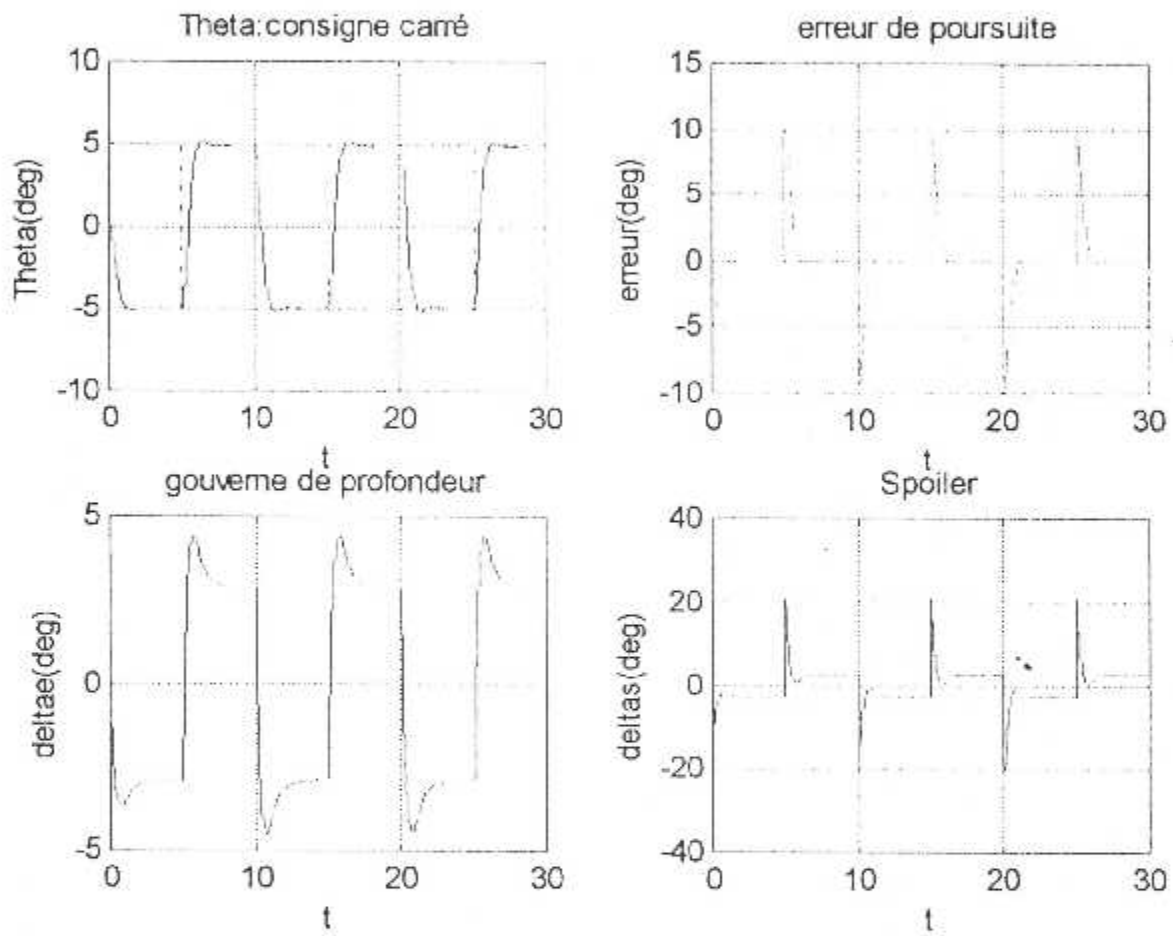 Theta:consigne carré
10
5
0
-5
-10
Theta(deg)
0
10
20
30
t
erreur de poursuite
15
10
5
0
-5
-10
erreur(deg)
0
10
20
30
t
gouverne de profondeur
5
0
-5
deltae(deg)
0
10
20
30
t
Spoiler
40
20
0
-20
-40
deltas(deg)
0
10
20
30
t